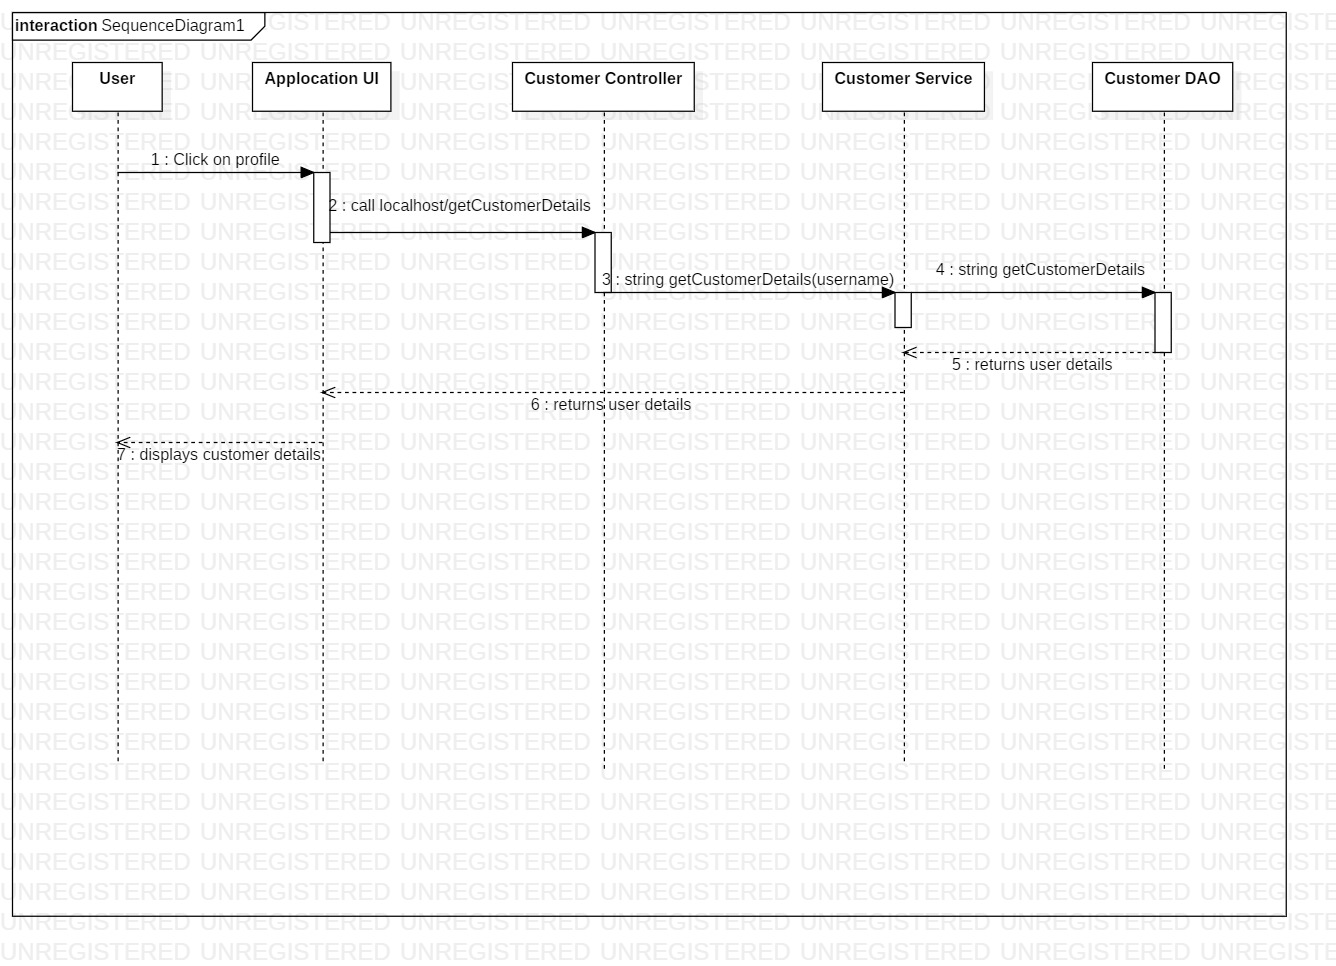 interaction SequenceDiagram1
User
Applocation UI
Customer Controller
Customer Service
Customer DAO
1 : Click on profile
2 : call localhost/getCustomerDetails
3 : string getCustomerDetails(username)
4 : string getCustomerDetails
5 : returns user details
6 : returns user details
7 : displays customer details
UNREGISTERED